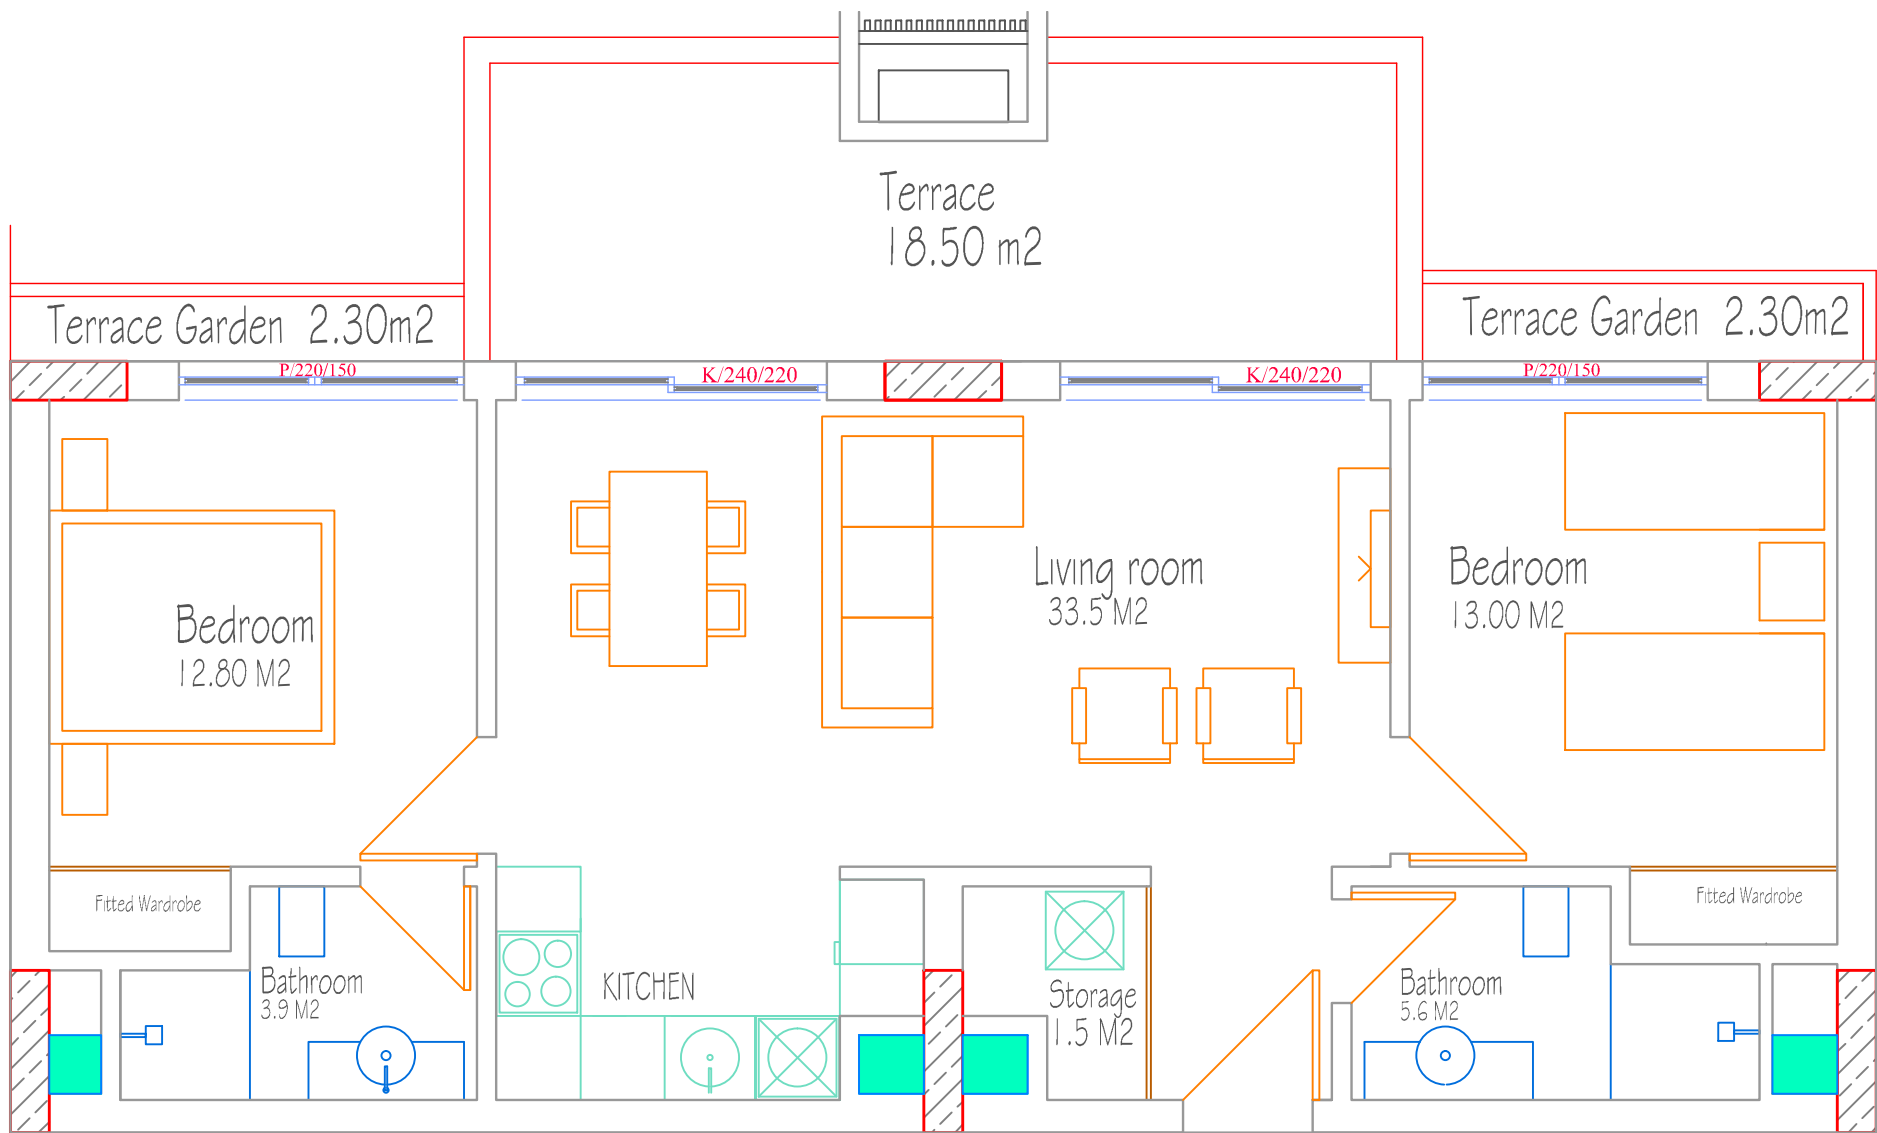 Terrace
18.50 m2
Terrace Garden 2.30m2
Terrace Garden 2.30m2
P/220/150
K/240/220
K/240/220
P/220/150
Living room
33.5 M2
Bedroom
13.00 M2
Bedroom
12.80 M2
Fitted Wardrobe
Fitted Wardrobe
Bathroom
3.9 M2
KITCHEN
Storage
1.5 M2
Bathroom
5.6 M2